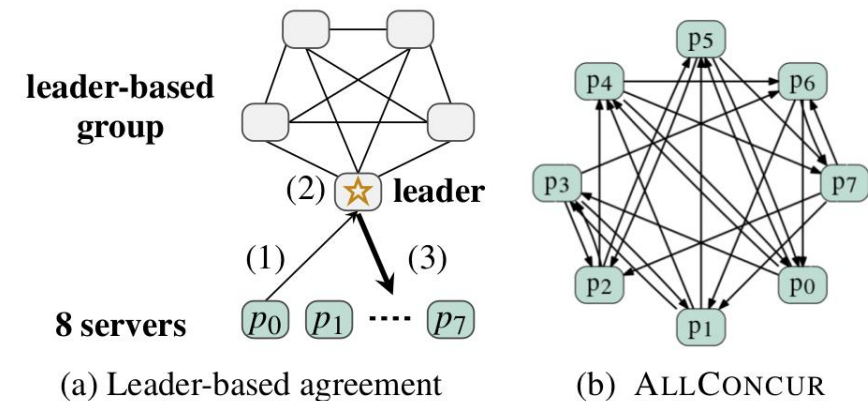 leader-based
group
(2)
leader
(1)
(3)
8 servers
p0
p1
p7
(a) Leader-based agreement
p5
p4
p6
p3
p7
p2
p0
p1
(b) ALLCONCUR